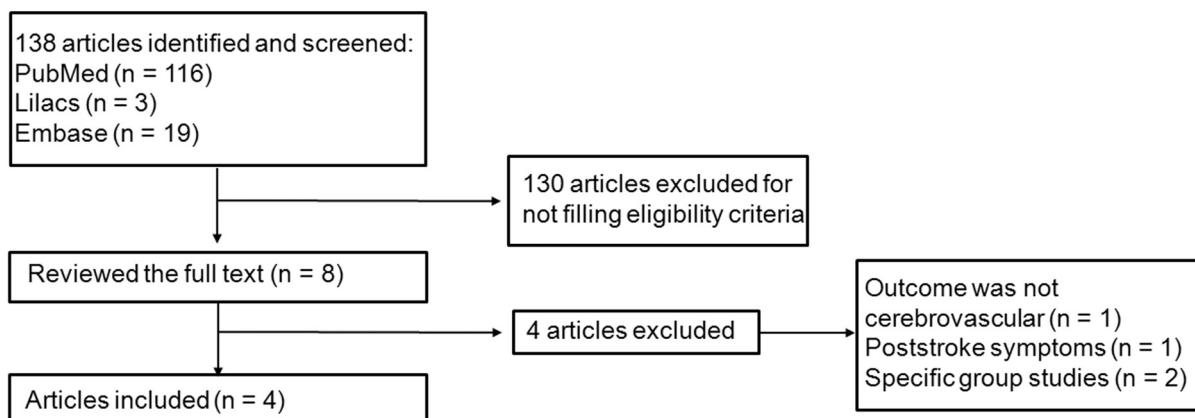 138 articles identified and screened:
PubMed (n = 116)
Lilacs (n = 3)
Embase (n = 19)
130 articles excluded for
not filling eligibility criteria
Reviewed the full text (n = 8)
4 articles excluded
Outcome was not
cerebrovascular (n = 1)
Poststroke symptoms (n = 1)
Specific group studies (n = 2)
Articles included (n = 4)